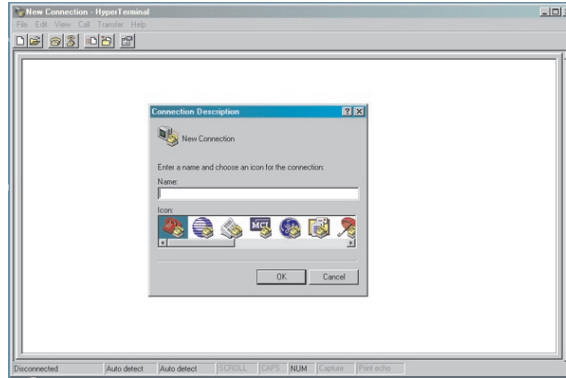 New Connection - HyperTerminal
File Edit View Call Transfer Help
Connection Description
New Connection
Enter a name and choose an icon for the connection:
Name:
Icon:
MCI
OK Cancel
Disconnected Auto detect Auto detect SCROLL CAPS NUM Capture Print echo